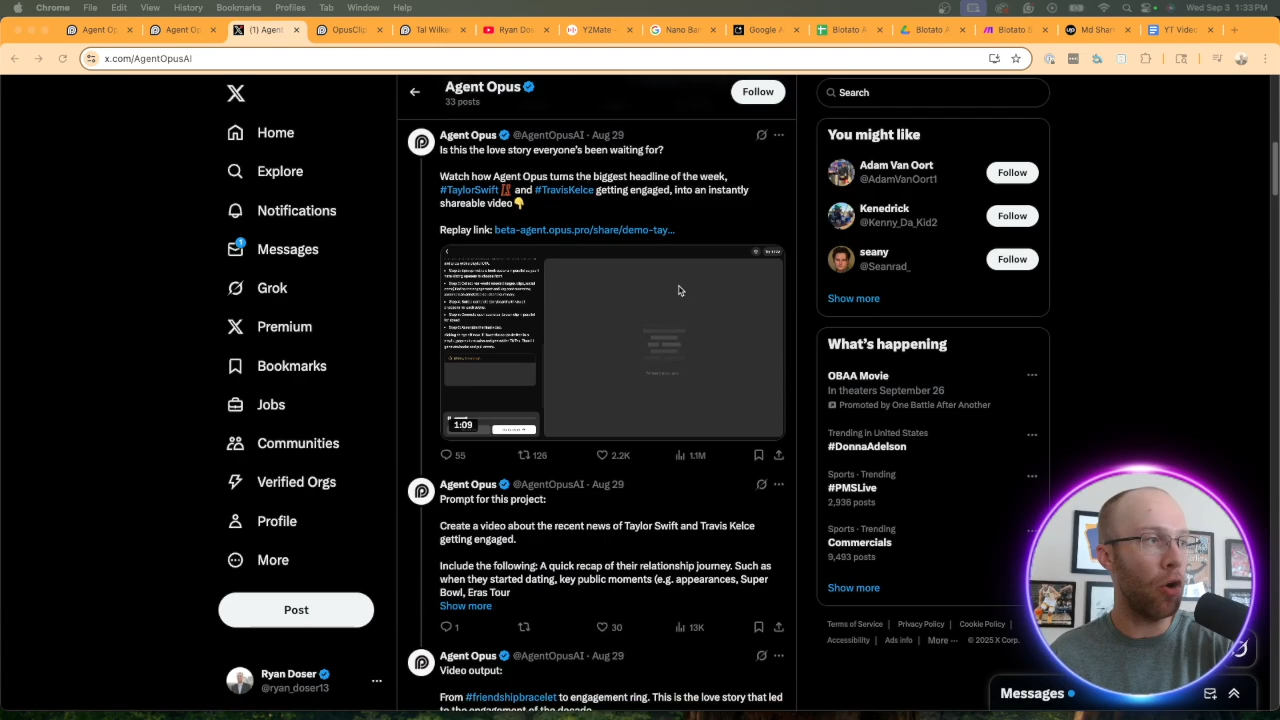 Chrome File Edit View History Bookmarks Profiles Tab Window Help
Wed Sep 3 1:33 PM
Agent Op
Agent Op
(1) Agent
OpusClip
Tal Wilker
Ryan Dos
Y2Mate -
Nano Ban
Google A
Blotato A
Blotato A
Blotato S
Md Shar
YT Video
x.com/AgentOpusAI
Home
Explore
Notifications
1
Messages
Grok
Premium
Bookmarks
Jobs
Communities
Verified Orgs
Profile
More
Post
Ryan Doser
@ryan_doser13
Agent Opus
33 posts
Follow
Agent Opus @AgentOpusAI · Aug 29
Is this the love story everyone's been waiting for?
Watch how Agent Opus turns the biggest headline of the week,
#TaylorSwift and #TravisKelce getting engaged, into an instantly
shareable video
Replay link: beta-agent.opus.pro/share/demo-tay...
1:09
55 126 2.2K 1.1M
Agent Opus @AgentOpusAI · Aug 29
Prompt for this project:
Create a video about the recent news of Taylor Swift and Travis Kelce
getting engaged.
Include the following: A quick recap of their relationship journey. Such as
when they started dating, key public moments (e.g. appearances, Super
Bowl, Eras Tour
Show more
1 30 13K
Agent Opus @AgentOpusAI · Aug 29
Video output:
From #friendshipbracelet to engagement ring. This is the love story that led
to the engagement of the decade.
Search
You might like
Adam Van Oort
@AdamVanOort1
Follow
Kenedrick
@Kenny_Da_Kid2
Follow
seany
@Seanrad_
Follow
Show more
What's happening
OBAA Movie
In theaters September 26
Promoted by One Battle After Another
Trending in United States
#DonnaAdelson
Sports · Trending
#PMSLive
2,936 posts
Sports · Trending
Commercials
9,493 posts
Show more
Terms of Service | Privacy Policy | Cookie Policy |
Accessibility | Ads info | More ··· © 2025 X Corp.
Messages